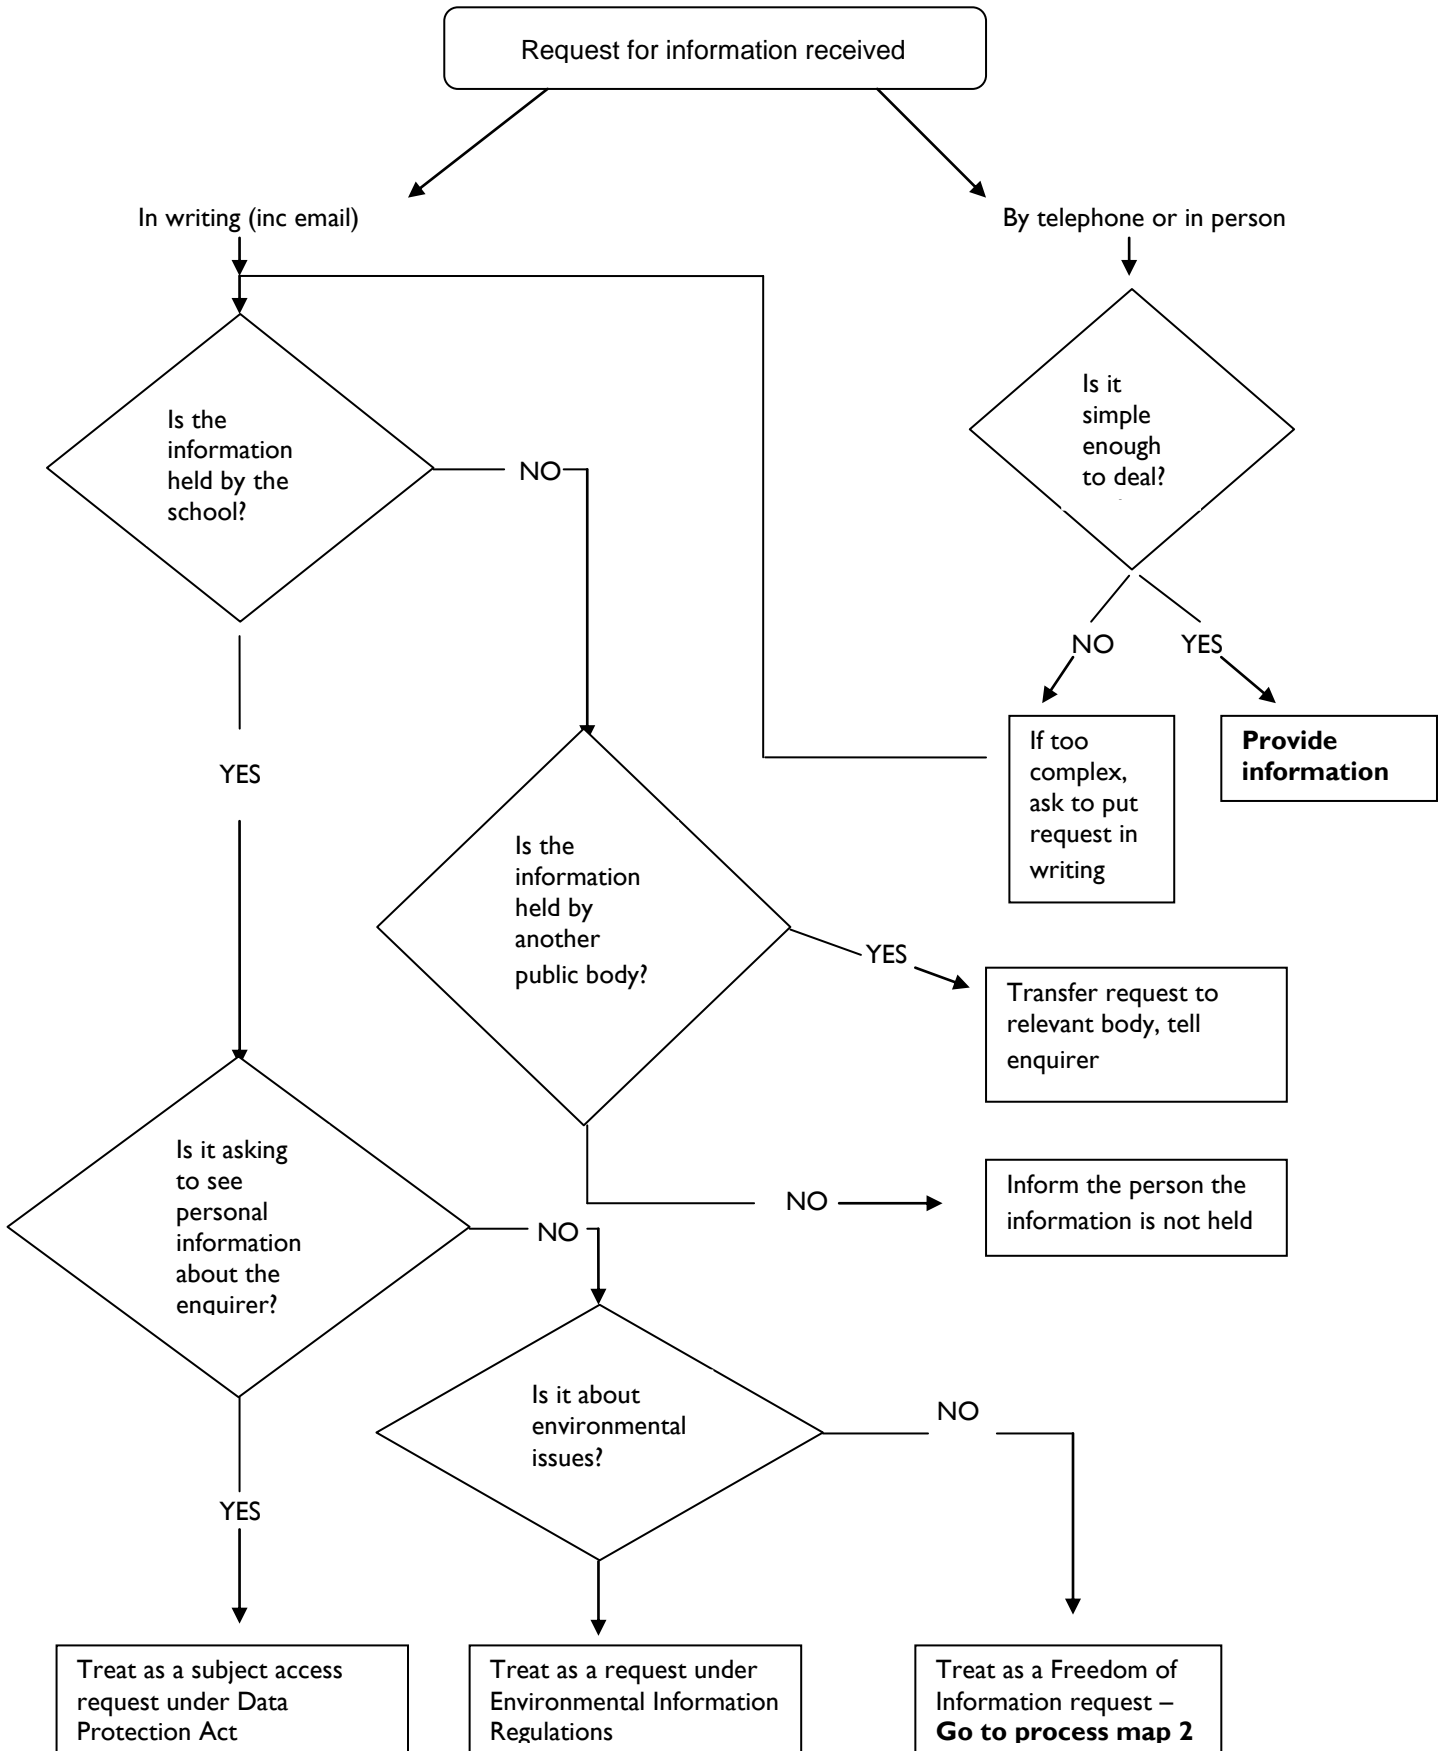 Request for information received
In writing (inc email)
By telephone or in person
Is it
simple
enough
to deal?
Is the
information
held by the
school?
NO
NO
YES
If too
complex,
ask to put
request in
writing
Provide
information
YES
Is the
information
held by
another
public body?
YES
Transfer request to
relevant body, tell
enquirer
Is it asking
to see
personal
information
about the
enquirer?
NO
Inform the person the
information is not held
NO
Is it about
environmental
issues?
NO
YES
Treat as a subject access
request under Data
Protection Act
Treat as a request under
Environmental Information
Regulations
Treat as a Freedom of
Information request –
Go to process map 2